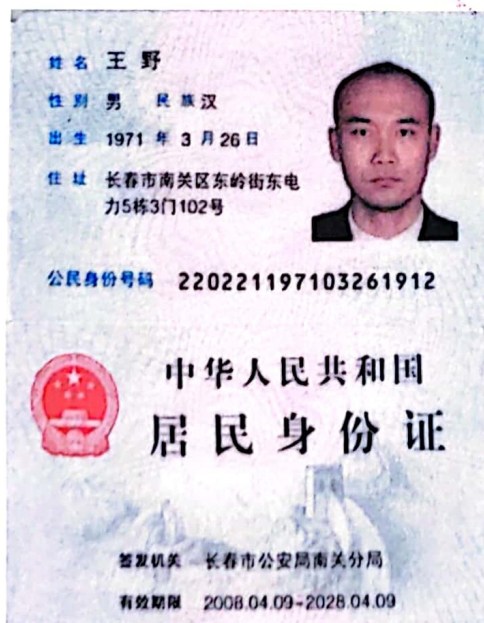 姓名 王野
性别 男 民族 汉
出生 1971 年 3 月 26 日
住址 长春市南关区东岭街东电
力5栋3门102号
公民身份号码 220221197103261912
中华人民共和国
居民身份证
签发机关 长春市公安局南关分局
有效期限 2008.04.09-2028.04.09